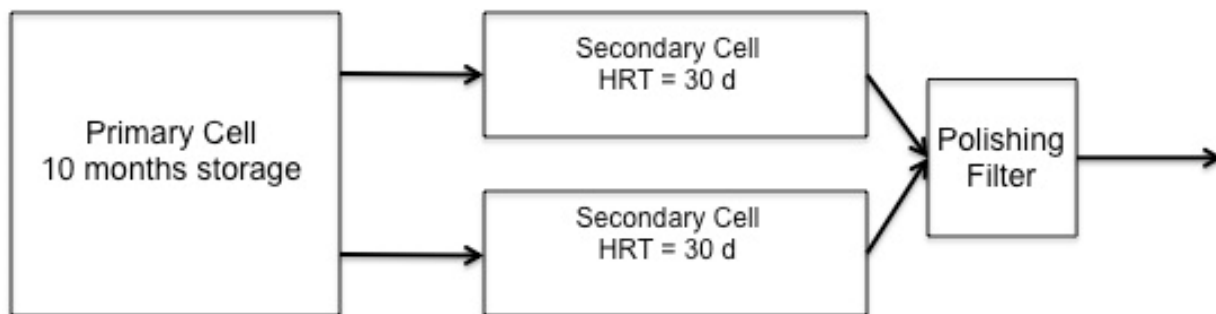 Primary Cell
10 months storage
Secondary Cell
HRT = 30 d
Secondary Cell
HRT = 30 d
Polishing
Filter